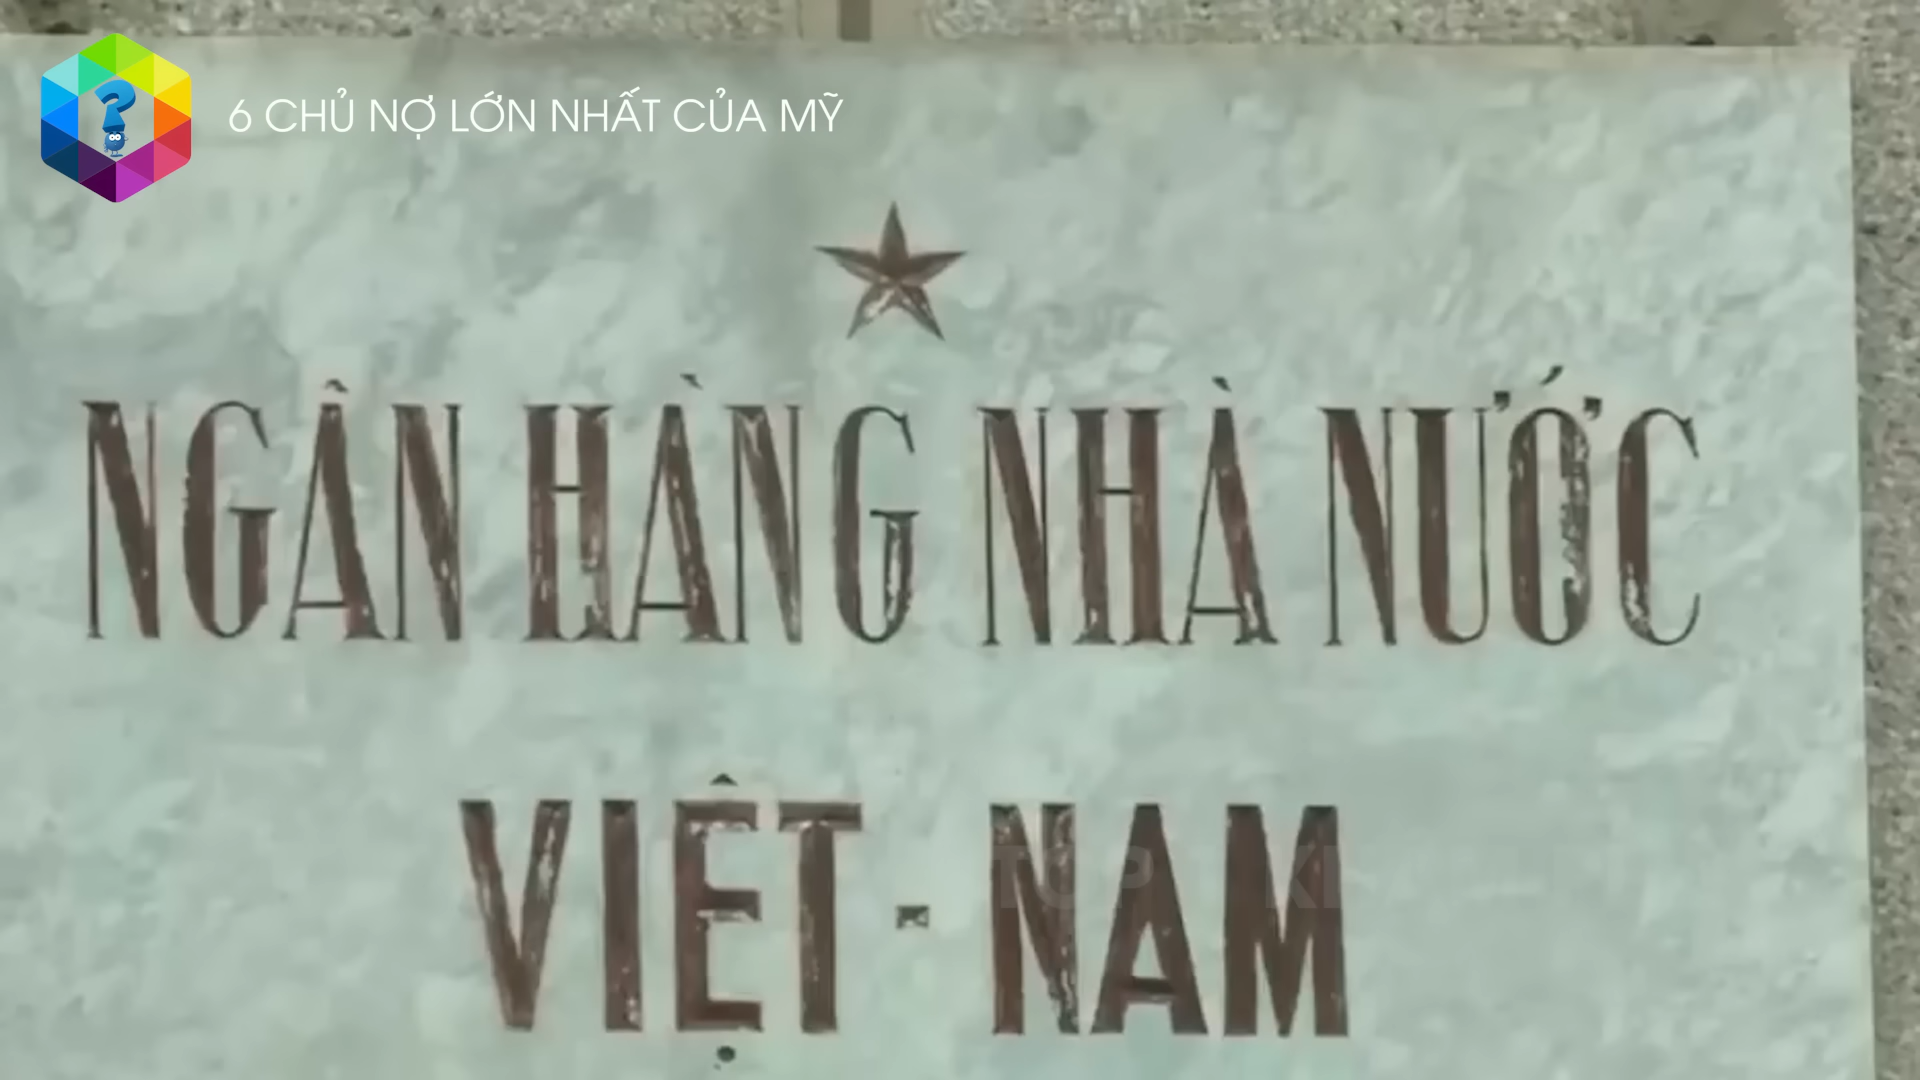 6 CHỦ NỢ LỚN NHẤT CỦA MỸ
NGÂN HÀNG NHÀ NƯỚC
VIỆT - NAM